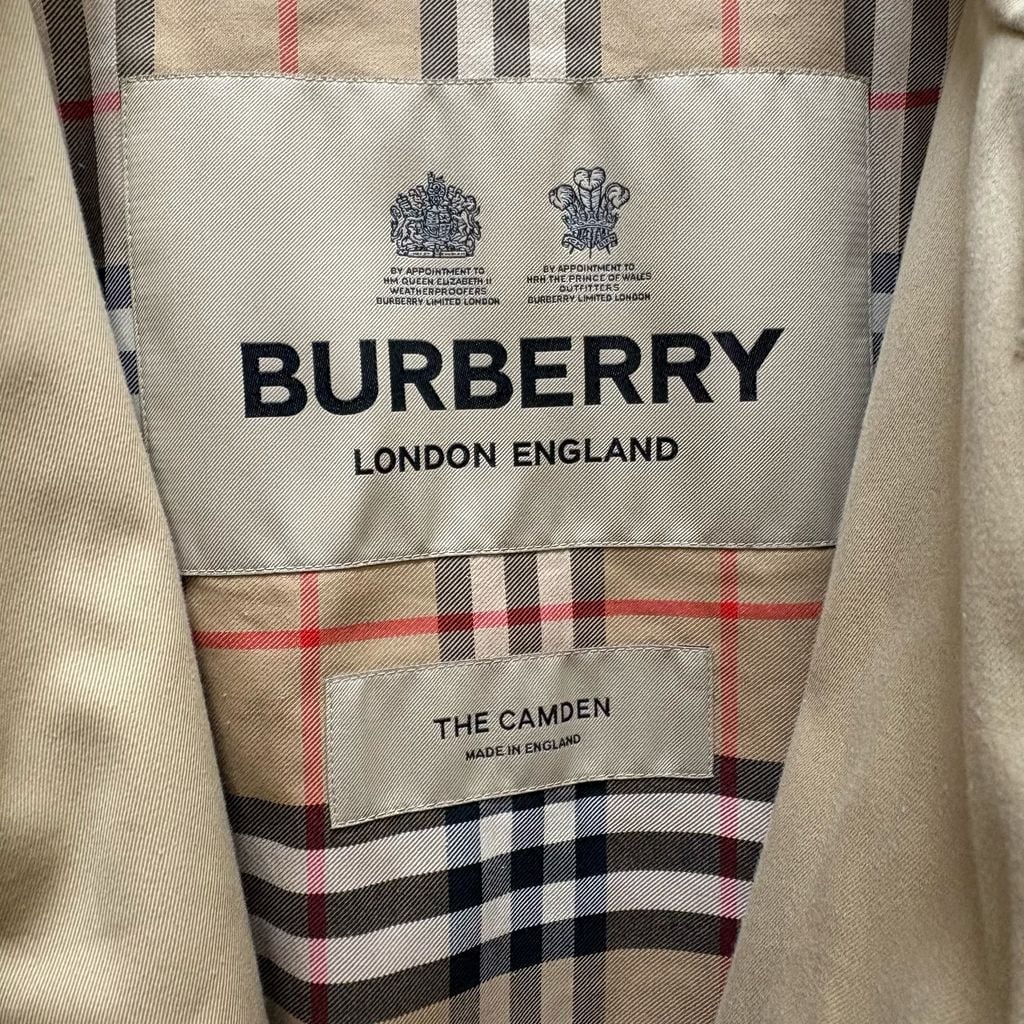 BY APPOINTMENT TO
HM QUEEN ELIZABETH II
WEATHERPROOFERS
BURBERRY LIMITED LONDON
BY APPOINTMENT TO
HRH THE PRINCE OF WALES
OUTFITTERS
BURBERRY LIMITED LONDON
BURBERRY
LONDON ENGLAND
THE CAMDEN
MADE IN ENGLAND